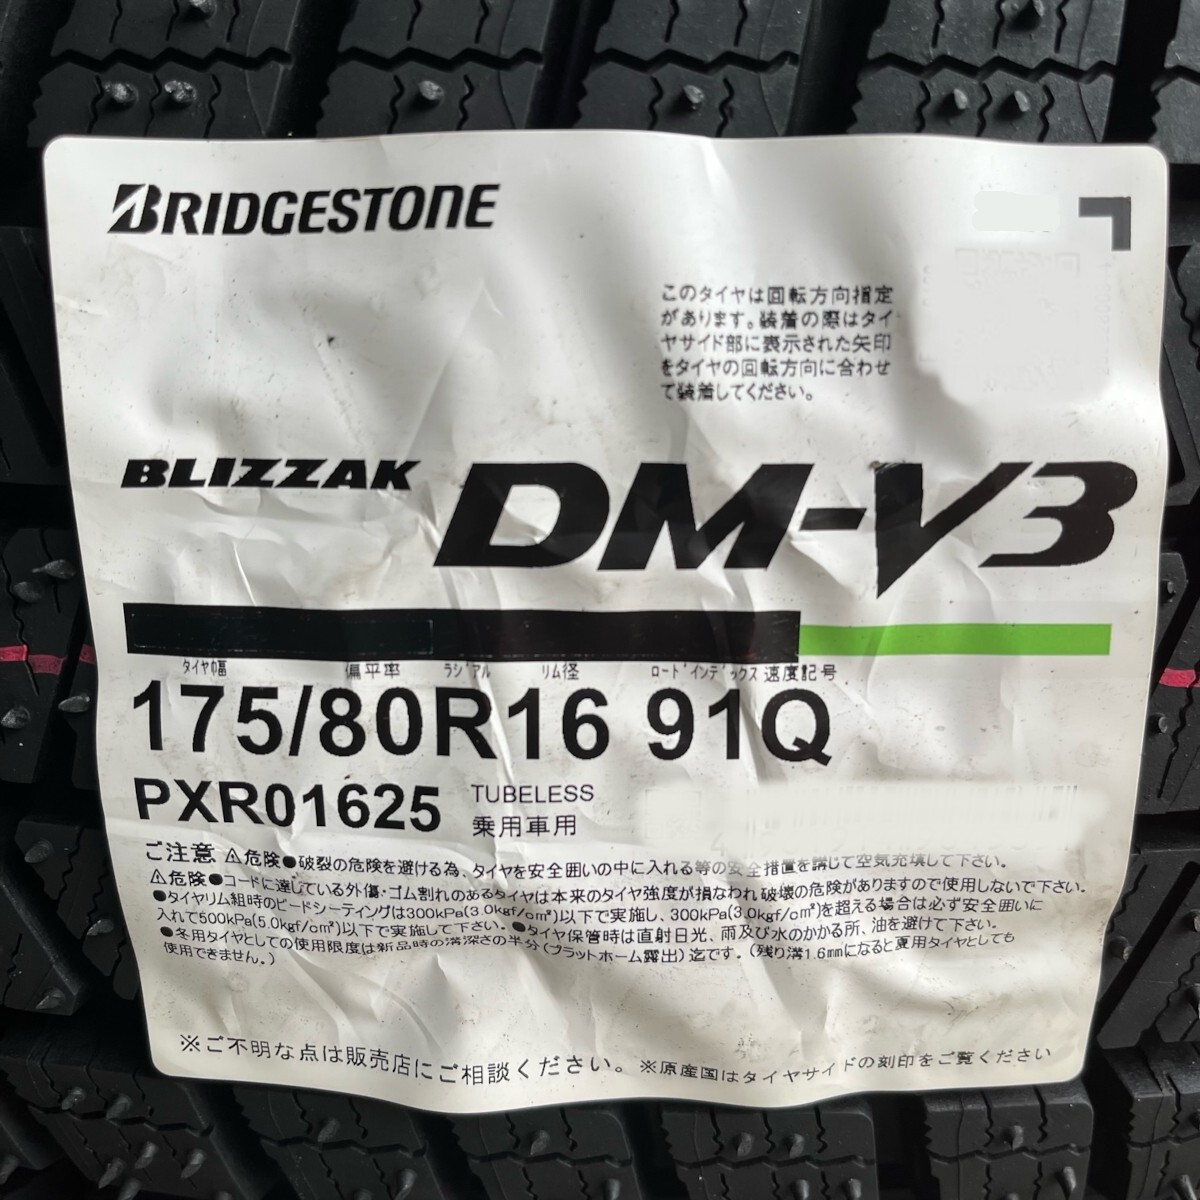 BRIDGESTONE
このタイヤは回転方向指定
があります。装着の際はタイ
ヤサイド部に表示された矢印
をタイヤの回転方向に合わせ
て装着してください。
BLIZZAK DM-V3
タイヤ巾幅 偏平率 ラジアル リム径 ロードインデックス 速度記号
175/80R16 91Q
PXR01625 TUBELESS
乗用車用
ご注意 ⚠危険●破裂の危険を避ける為、タイヤを安全囲いの中に入れる等の安全措置を講じて空気充填して下さい。
⚠危険●コードに達している外傷・ゴム割れのあるタイヤは本来のタイヤ強度が損なわれ破壊の危険がありますので使用しないで下さい。
●タイヤリム組時のビードシーティングは300kPa(3.0kgf/c㎡)以下で実施し、300kPa(3.0kgf/c㎡)を超える場合は必ず安全囲いに
入れて500kPa(5.0kgf/c㎡)以下で実施して下さい。●タイヤ保管時は直射日光、雨及び水のかかる所、油を避けて下さい。
●冬用タイヤとしての使用限度は新品時の溝深さの半分(プラットホーム露出)迄です。(残り溝1.6mmになると夏用タイヤとしても
使用できません。)
※ご不明な点は販売店にご相談ください。※原産国はタイヤサイドの刻印をご覧ください